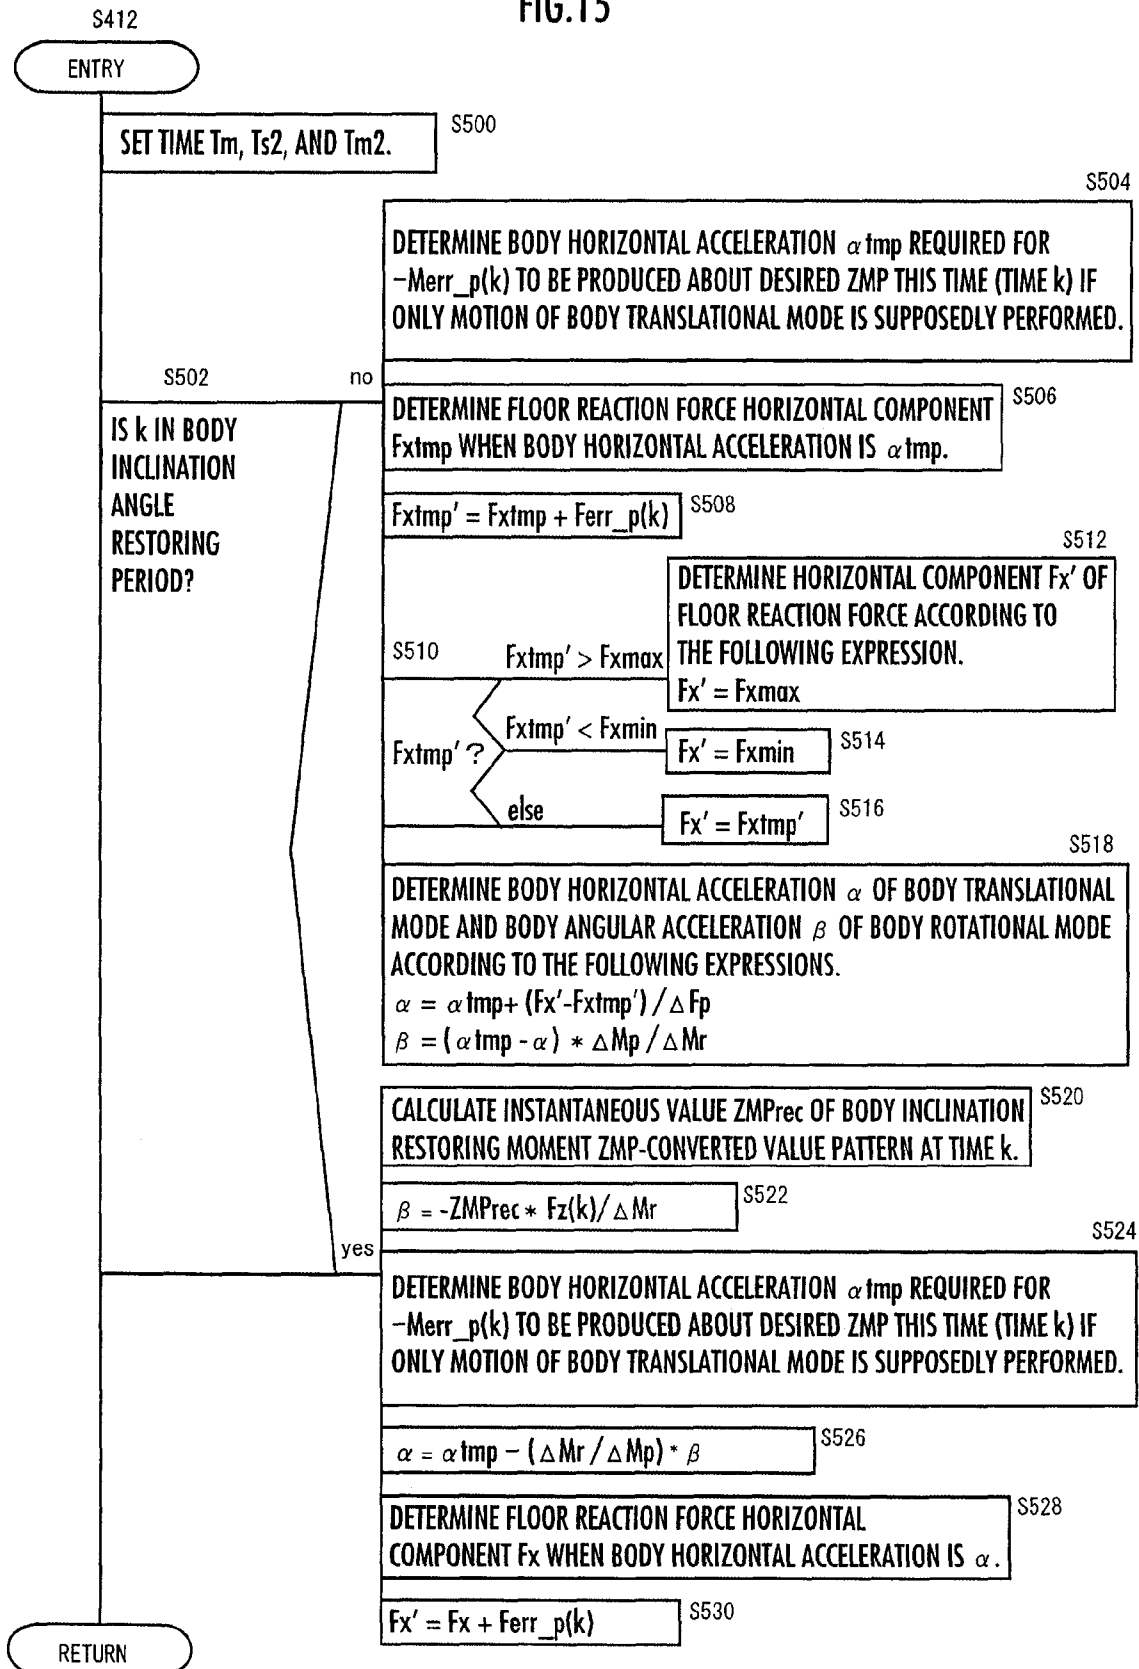 FIG.15
S412
ENTRY
SET TIME Tm, Ts2, AND Tm2.
S500
S504
DETERMINE BODY HORIZONTAL ACCELERATION αtmp REQUIRED FOR
-Merr_p(k) TO BE PRODUCED ABOUT DESIRED ZMP THIS TIME (TIME k) IF
ONLY MOTION OF BODY TRANSLATIONAL MODE IS SUPPOSEDLY PERFORMED.
S502
no
IS k IN BODY
INCLINATION
ANGLE
RESTORING
PERIOD?
DETERMINE FLOOR REACTION FORCE HORIZONTAL COMPONENT
Fxtmp WHEN BODY HORIZONTAL ACCELERATION IS αtmp.
S506
Fxtmp' = Fxtmp + Ferr_p(k)
S508
S512
DETERMINE HORIZONTAL COMPONENT Fx' OF
FLOOR REACTION FORCE ACCORDING TO
THE FOLLOWING EXPRESSION.
Fx' = Fxmax
S510
Fxtmp' > Fxmax
Fxtmp' ?
Fxtmp' < Fxmin
Fx' = Fxmin
S514
else
Fx' = Fxtmp'
S516
S518
DETERMINE BODY HORIZONTAL ACCELERATION α OF BODY TRANSLATIONAL
MODE AND BODY ANGULAR ACCELERATION β OF BODY ROTATIONAL MODE
ACCORDING TO THE FOLLOWING EXPRESSIONS.
α = αtmp+ (Fx'-Fxtmp') / ΔFp
β = (αtmp - α) * ΔMp / ΔMr
CALCULATE INSTANTANEOUS VALUE ZMPrec OF BODY INCLINATION
RESTORING MOMENT ZMP-CONVERTED VALUE PATTERN AT TIME k.
S520
β = -ZMPrec * Fz(k) / ΔMr
S522
yes
S524
DETERMINE BODY HORIZONTAL ACCELERATION αtmp REQUIRED FOR
-Merr_p(k) TO BE PRODUCED ABOUT DESIRED ZMP THIS TIME (TIME k) IF
ONLY MOTION OF BODY TRANSLATIONAL MODE IS SUPPOSEDLY PERFORMED.
α = αtmp - (ΔMr / ΔMp) * β
S526
DETERMINE FLOOR REACTION FORCE HORIZONTAL
COMPONENT Fx WHEN BODY HORIZONTAL ACCELERATION IS α.
S528
Fx' = Fx + Ferr_p(k)
S530
RETURN